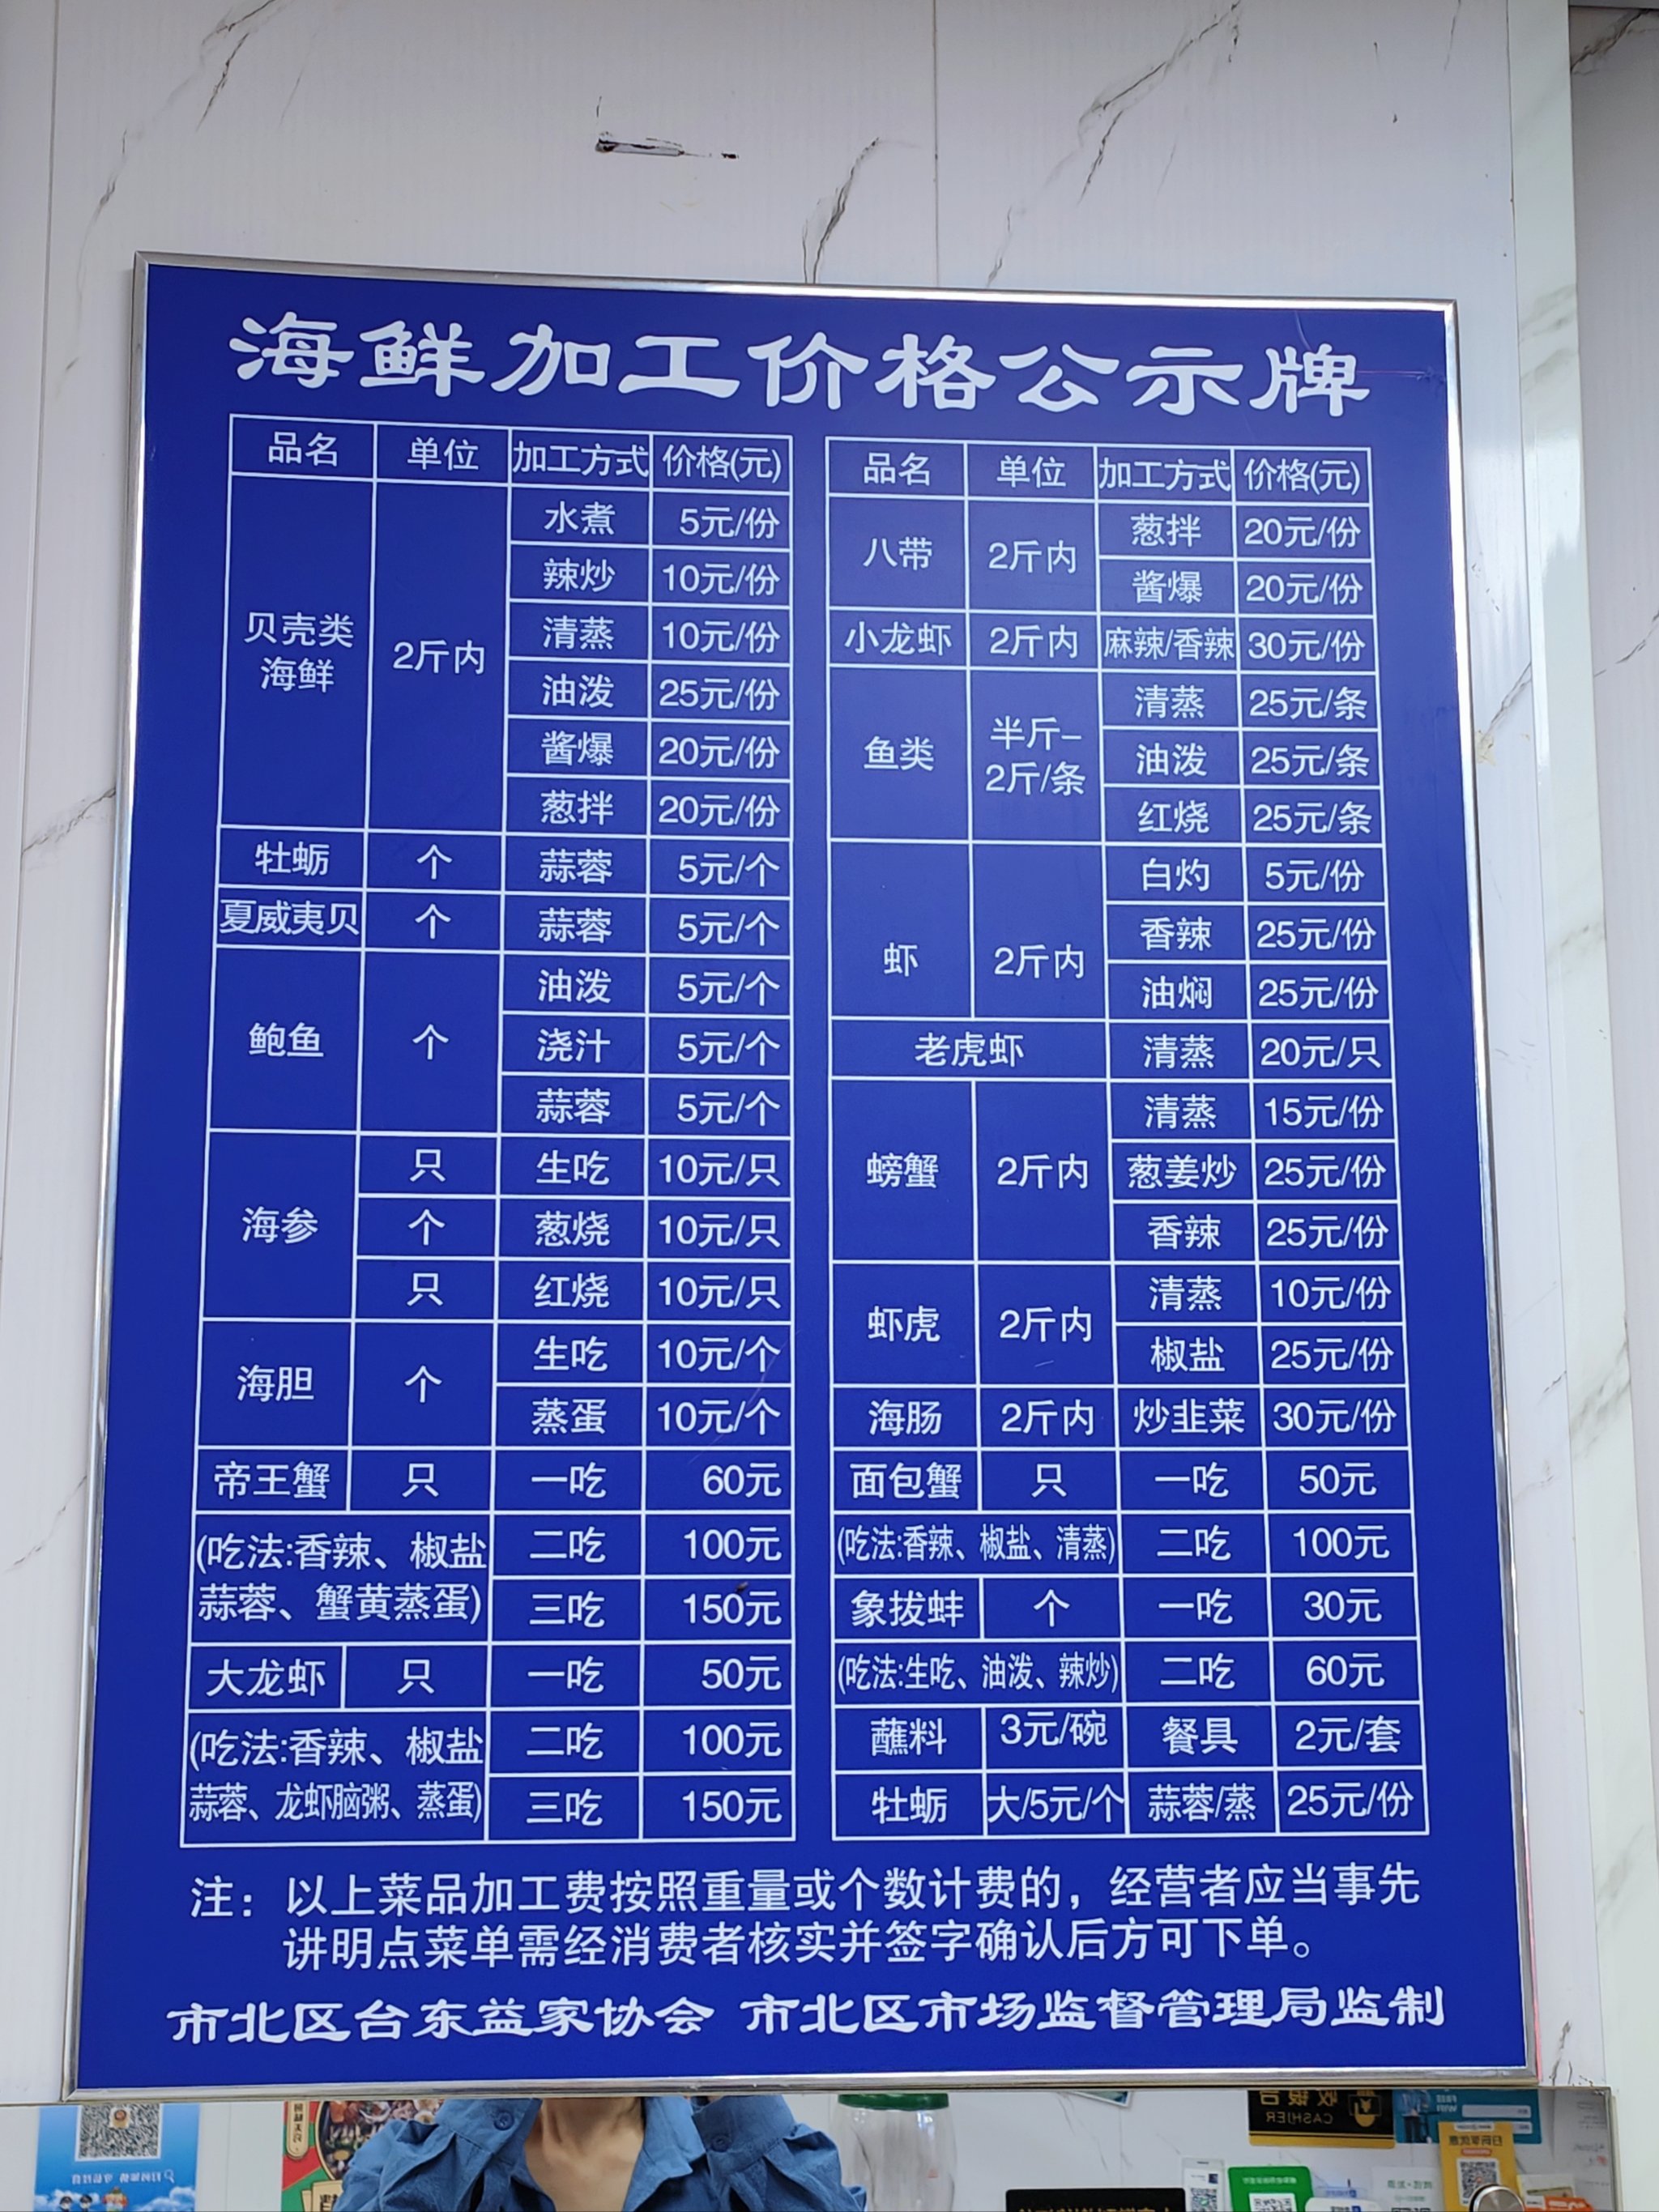 海鲜加工价格公示牌
品名 单位 加工方式 价格(元)
贝壳类海鲜 2斤内 水煮 5元/份
辣炒 10元/份
清蒸 10元/份
油泼 25元/份
酱爆 20元/份
葱拌 20元/份
牡蛎 个 蒜蓉 5元/个
夏威夷贝 个 蒜蓉 5元/个
鲍鱼 个 油泼 5元/个
浇汁 5元/个
蒜蓉 5元/个
海参 只 生吃 10元/只
个 葱烧 10元/只
只 红烧 10元/只
海胆 个 生吃 10元/个
蒸蛋 10元/个
帝王蟹 只 一吃 60元
(吃法:香辣、椒盐 二吃 100元
蒜蓉、蟹黄蒸蛋) 三吃 150元
大龙虾 只 一吃 50元
(吃法:香辣、椒盐 二吃 100元
蒜蓉、龙虾脑粥、蒸蛋) 三吃 150元
品名 单位 加工方式 价格(元)
八带 2斤内 葱拌 20元/份
酱爆 20元/份
小龙虾 2斤内 麻辣/香辣 30元/份
鱼类 半斤-2斤/条 清蒸 25元/条
油泼 25元/条
红烧 25元/条
虾 2斤内 白灼 5元/份
香辣 25元/份
油焖 25元/份
老虎虾 清蒸 20元/只
螃蟹 2斤内 清蒸 15元/份
葱姜炒 25元/份
香辣 25元/份
虾虎 2斤内 清蒸 10元/份
椒盐 25元/份
海肠 2斤内 炒韭菜 30元/份
面包蟹 只 一吃 50元
(吃法:香辣、椒盐、清蒸) 二吃 100元
象拔蚌 个 一吃 30元
(吃法:生吃、油泼、辣炒) 二吃 60元
蘸料 3元/碗 餐具 2元/套
牡蛎 大/5元/个 蒜蓉/蒸 25元/份
注：以上菜品加工费按照重量或个数计费的，经营者应当事先
讲明点菜单需经消费者核实并签字确认后方可下单。
市北区台东益家协会 市北区市场监督管理局监制
收银台
CASHIER